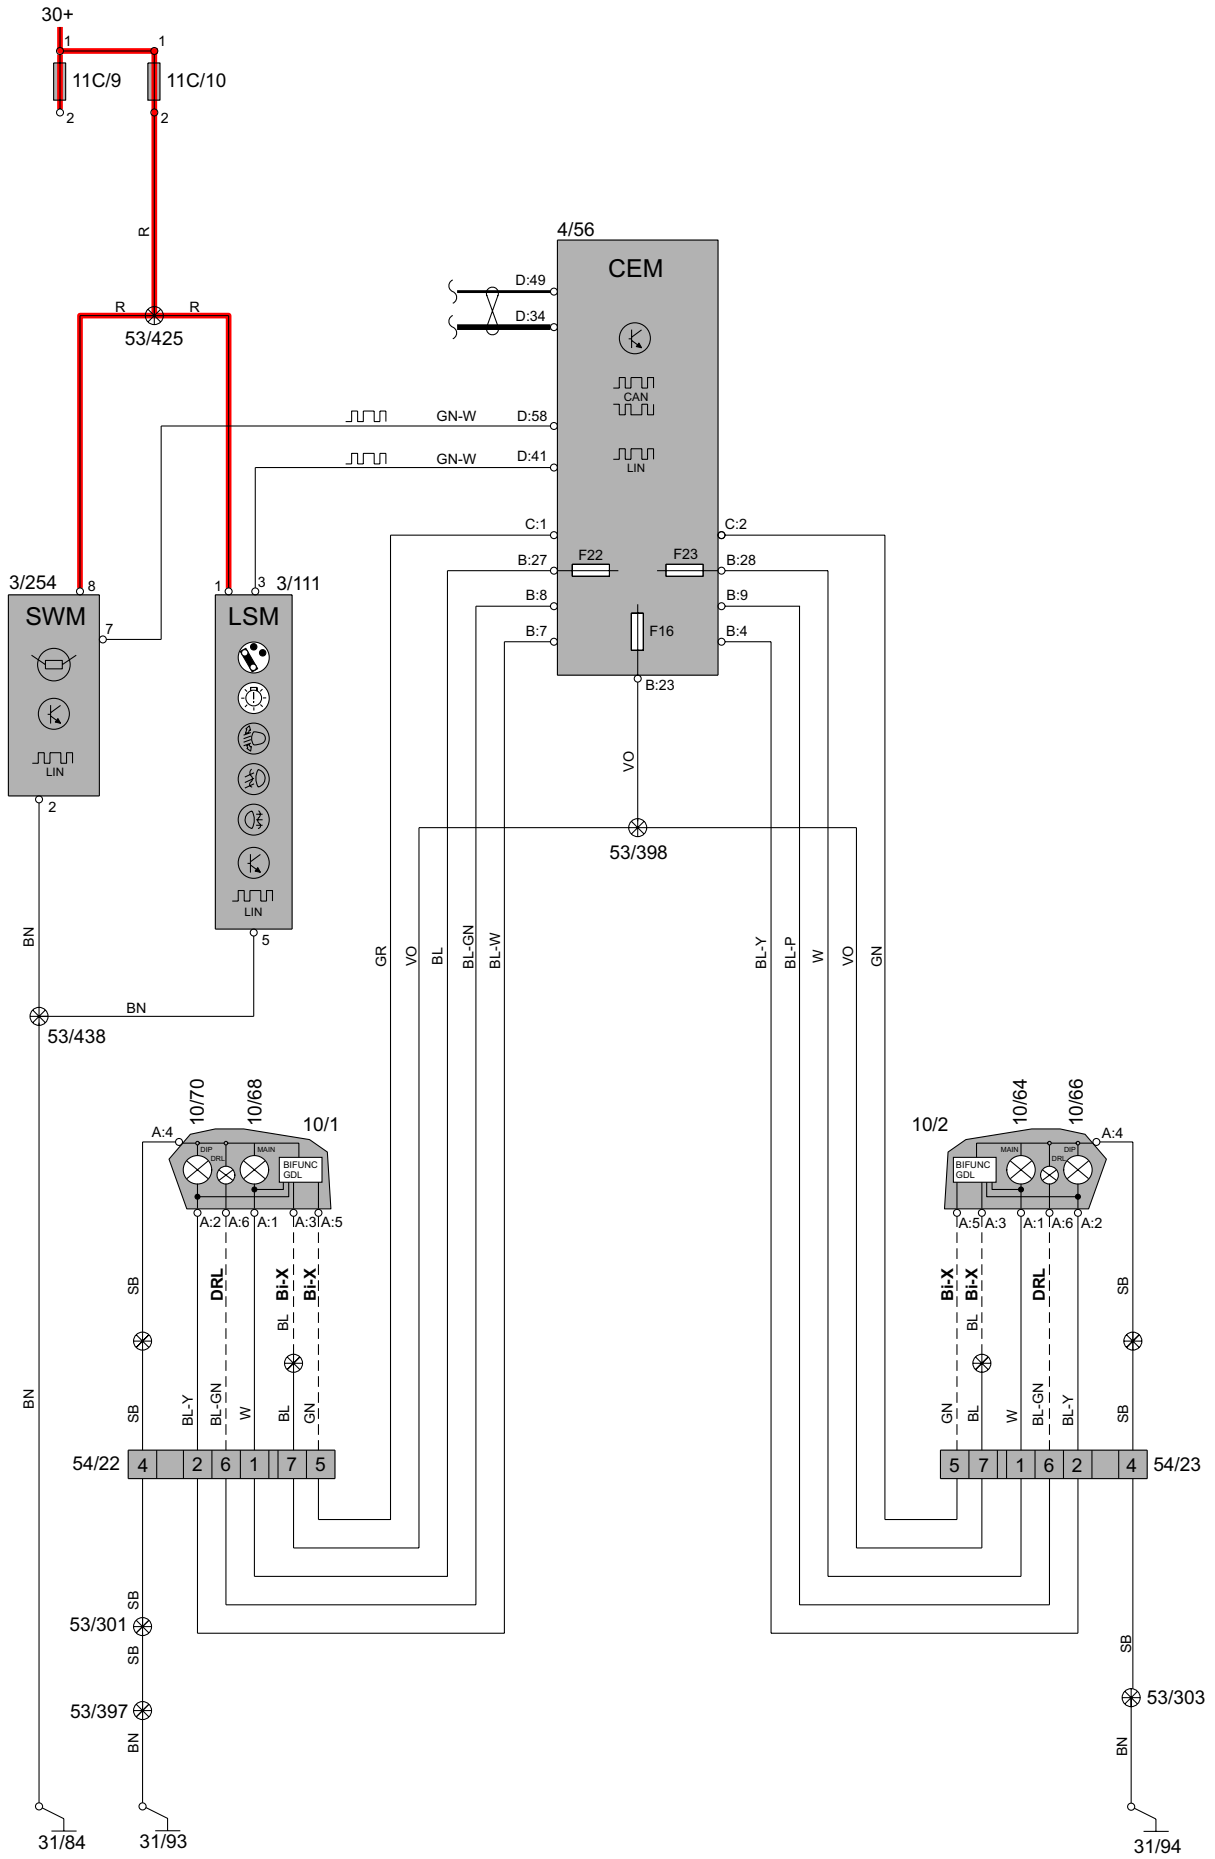 30+
1
1
11C/9
11C/10
2
2
R
4/56
CEM
D:49
R
R
D:34
53/425
CAN
GN-W
D:58
GN-W
D:41
LIN
C:1
C:2
B:27
F22
F23
B:28
3/254
8
1
3
3/111
B:8
B:9
SWM
LSM
7
B:7
F16
B:4
B:23
LIN
VO
2
53/398
LIN
BN
5
GR
VO
BL
BL-GN
BL-W
BL-Y
BL-P
W
VO
GN
BN
53/438
10/70
10/68
10/1
10/2
10/64
10/66
A:4
A:4
DIP
DRL
MAIN
BIFUNC
GDL
BIFUNC
GDL
MAIN
DRL
DIP
A:2
A:6
A:1
A:3
A:5
A:5
A:3
A:1
A:6
A:2
SB
DRL
Bi-X
Bi-X
BL
Bi-X
Bi-X
BL
DRL
SB
BN
SB
BL-Y
BL-GN
W
BL
GN
GN
BL
W
BL-GN
BL-Y
SB
54/22
4
2
6
1
7
5
5
7
1
6
2
4
54/23
SB
53/301
SB
SB
53/397
53/303
BN
BN
31/84
31/93
31/94